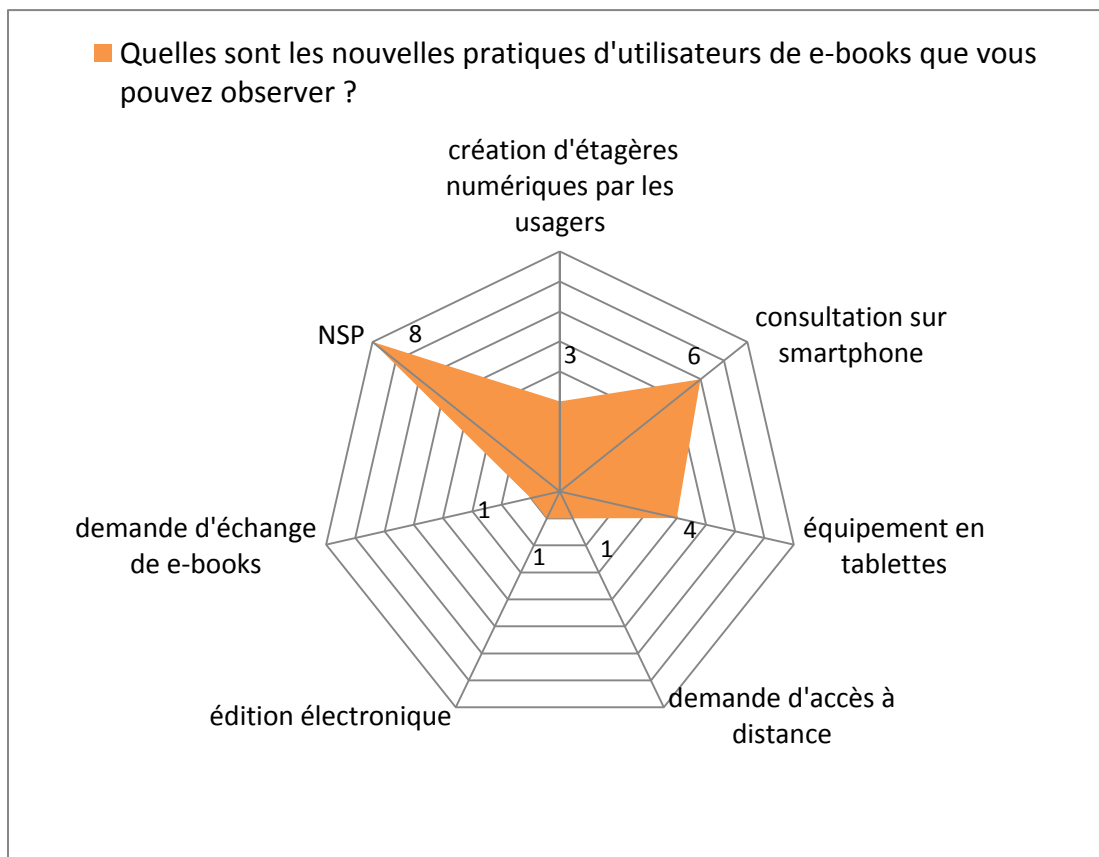 Quelles sont les nouvelles pratiques d'utilisateurs de e-books que vous
pouvez observer ?
création d'étagères
numériques par les
usagers
NSP
8
3
6
consultation sur
smartphone
demande d'échange
de e-books
1
1
1
4
équipement en
tablettes
édition électronique
demande d'accès à
distance